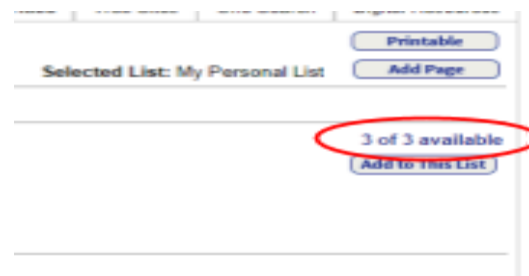 Printable
Selected List: My Personal List
Add Page
3 of 3 available
Add to This List